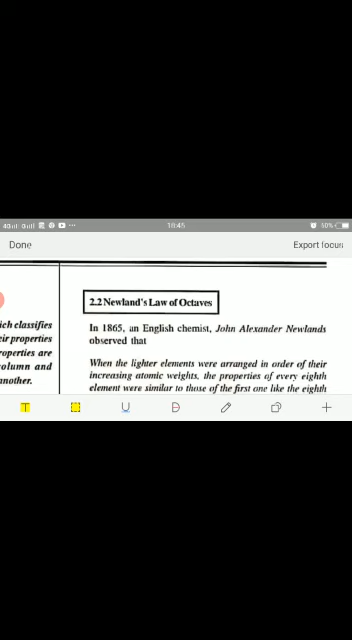 16:45
50%
Done
Export focus
2.2 Newland's Law of Octaves
ich classifies
eir properties
roperties are
olumn and
nother.
In 1865, an English chemist, John Alexander Newlands
observed that
When the lighter elements were arranged in order of their
increasing atomic weights, the properties of every eighth
element were similar to those of the first one like the eighth